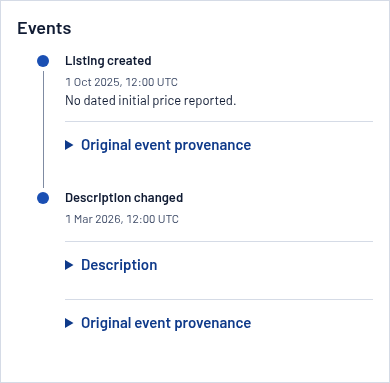 Events
Listing created
1 Oct 2025, 12:00 UTC
No dated initial price reported.
Original event provenance
Description changed
1 Mar 2026, 12:00 UTC
Description
Original event provenance